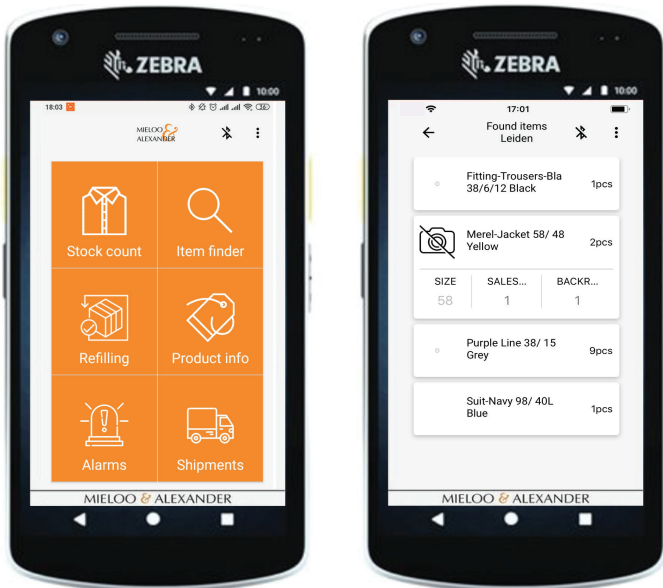 ZEBRA
10:00
18:03
MIELOO &
ALEXANDER
Stock count
Item finder
Refilling
Product info
Alarms
Shipments
MIELOO & ALEXANDER
ZEBRA
10:00
17:01
Found items
Leiden
Fitting-Trousers-Bla
38/6/12 Black
1pcs
Merel-Jacket 58/ 48
Yellow
2pcs
SIZE SALES... BACKR...
58 1 1
Purple Line 38/ 15
Grey
9pcs
Suit-Navy 98/ 40L
Blue
1pcs
MIELOO & ALEXANDER